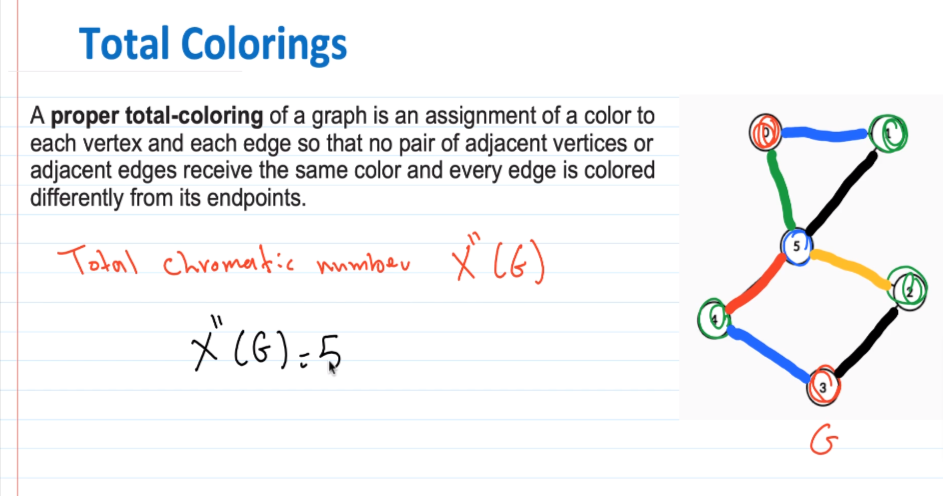 Total Colorings
A proper total-coloring of a graph is an assignment of a color to
each vertex and each edge so that no pair of adjacent vertices or
adjacent edges receive the same color and every edge is colored
differently from its endpoints.
Total chromatic number X"(G)
X"(G) = 5
0
1
5
2
4
3
G